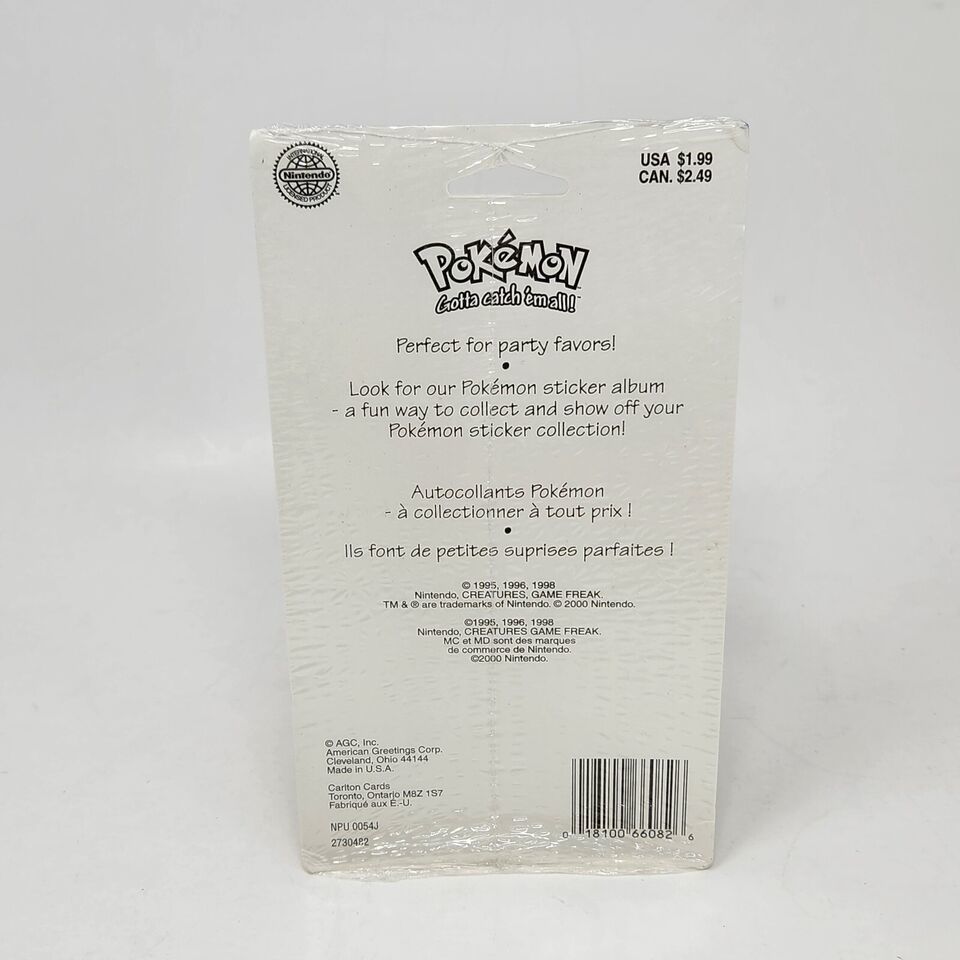 INTERNATIONAL
Nintendo
LICENSED PRODUCT
USA $1.99
CAN. $2.49
POKéMON
Gotta catch 'em all!™
Perfect for party favors!
•
Look for our Pokémon sticker album
- a fun way to collect and show off your
Pokémon sticker collection!
Autocollants Pokémon
- à collectionner à tout prix !
•
Ils font de petites suprises parfaites !
© 1995, 1996, 1998
Nintendo, CREATURES, GAME FREAK.
TM & ® are trademarks of Nintendo. © 2000 Nintendo.
©1995, 1996, 1998
Nintendo, CREATURES GAME FREAK.
MC et MD sont des marques
de commerce de Nintendo.
©2000 Nintendo.
© AGC, Inc.
American Greetings Corp.
Cleveland, Ohio 44144
Made in U.S.A.
Carlton Cards
Toronto, Ontario M8Z 1S7
Fabriqué aux É.-U.
NPU 0054J
2730482
0 18100 66082 6